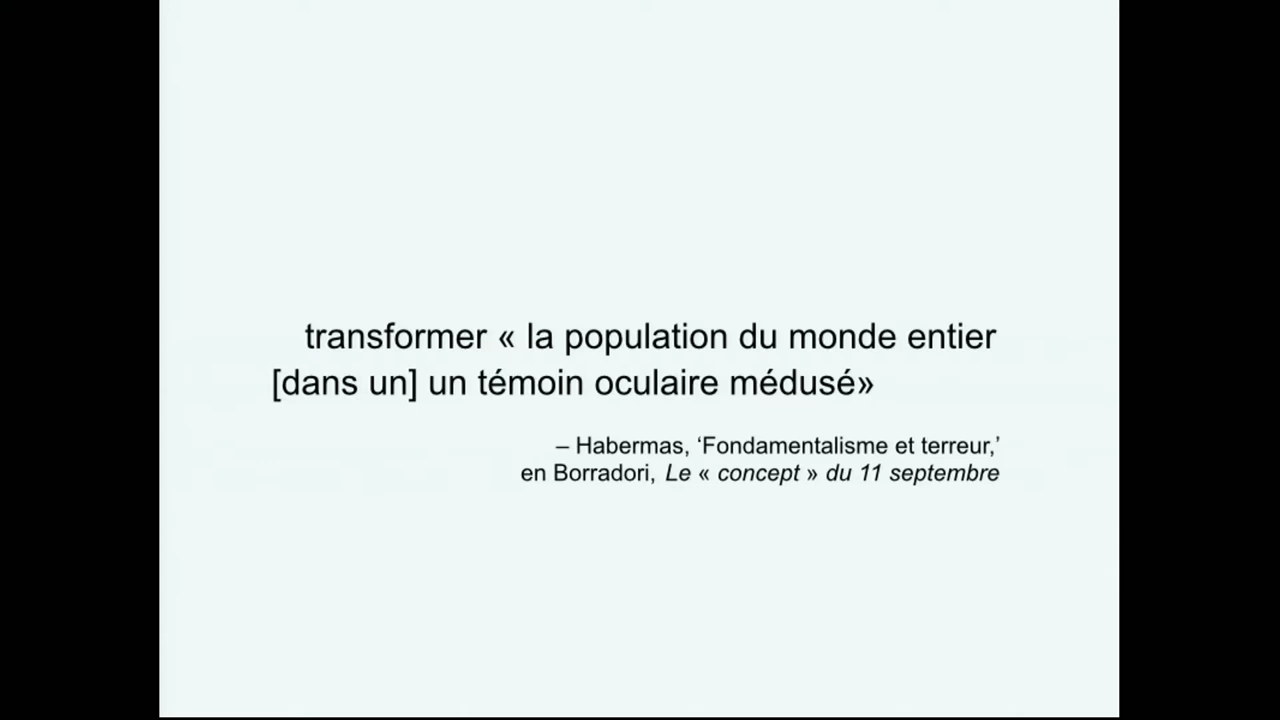 transformer « la population du monde entier
[dans un] un témoin oculaire médusé»
– Habermas, ‘Fondamentalisme et terreur,’
en Borradori, Le « concept » du 11 septembre